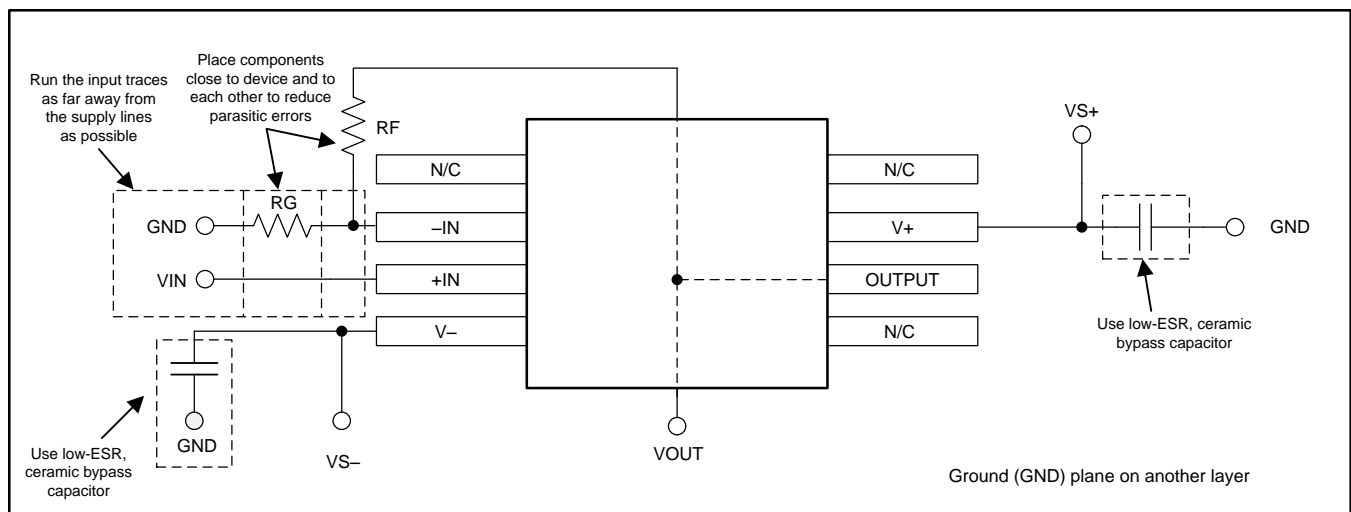 Run the input traces
as far away from
the supply lines
as possible
Place components
close to device and to
each other to reduce
parasitic errors
RF
N/C
RG
GND
–IN
VIN
+IN
V–
GND
Use low-ESR,
ceramic bypass
capacitor
VS–
VOUT
N/C
V+
OUTPUT
N/C
VS+
GND
Use low-ESR, ceramic
bypass capacitor
Ground (GND) plane on another layer